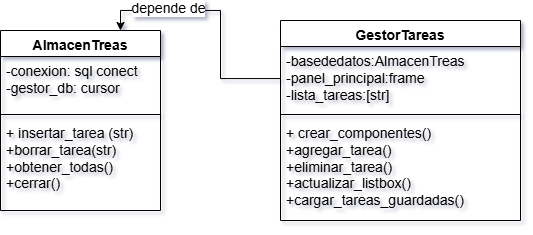 depende de
AlmacenTreas
-conexion: sql conect
-gestor_db: cursor
+ insertar_tarea (str)
+borrar_tarea(str)
+obtener_todas()
+cerrar()
GestorTareas
-basededatos:AlmacenTreas
-panel_principal:frame
-lista_tareas:[str]
+ crear_componentes()
+agregar_tarea()
+eliminar_tarea()
+actualizar_listbox()
+cargar_tareas_guardadas()